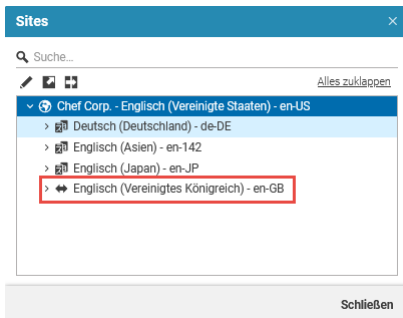 Sites
Suche...
Alles zuklappen
Chef Corp. - Englisch (Vereinigte Staaten) - en-US
Deutsch (Deutschland) - de-DE
Englisch (Asien) - en-142
Englisch (Japan) - en-JP
Englisch (Vereinigtes Königreich) - en-GB
Schließen